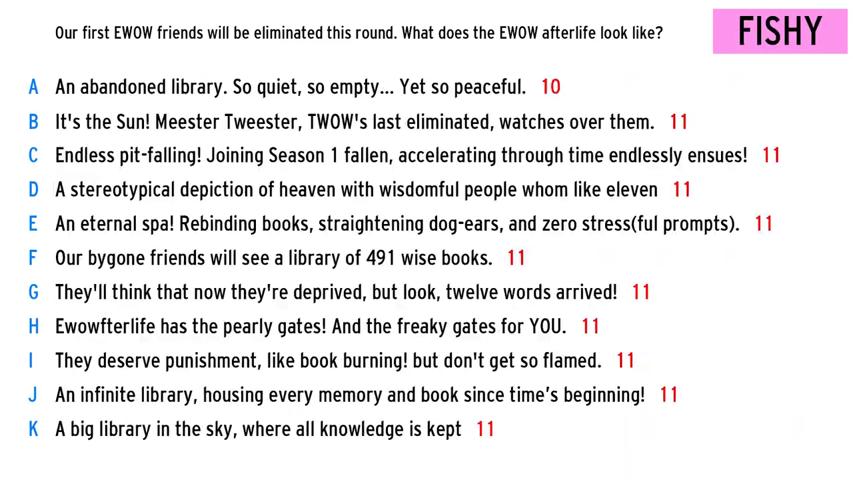 Our first EWOW friends will be eliminated this round. What does the EWOW afterlife look like?
FISHY
A An abandoned library. So quiet, so empty... Yet so peaceful. 10
B It's the Sun! Meester Tweester, TWOW's last eliminated, watches over them. 11
C Endless pit-falling! Joining Season 1 fallen, accelerating through time endlessly ensues! 11
D A stereotypical depiction of heaven with wisdomful people whom like eleven 11
E An eternal spa! Rebinding books, straightening dog-ears, and zero stress(ful prompts). 11
F Our bygone friends will see a library of 491 wise books. 11
G They'll think that now they're deprived, but look, twelve words arrived! 11
H Ewowfterlife has the pearly gates! And the freaky gates for YOU. 11
I They deserve punishment, like book burning! but don't get so flamed. 11
J An infinite library, housing every memory and book since time’s beginning! 11
K A big library in the sky, where all knowledge is kept 11